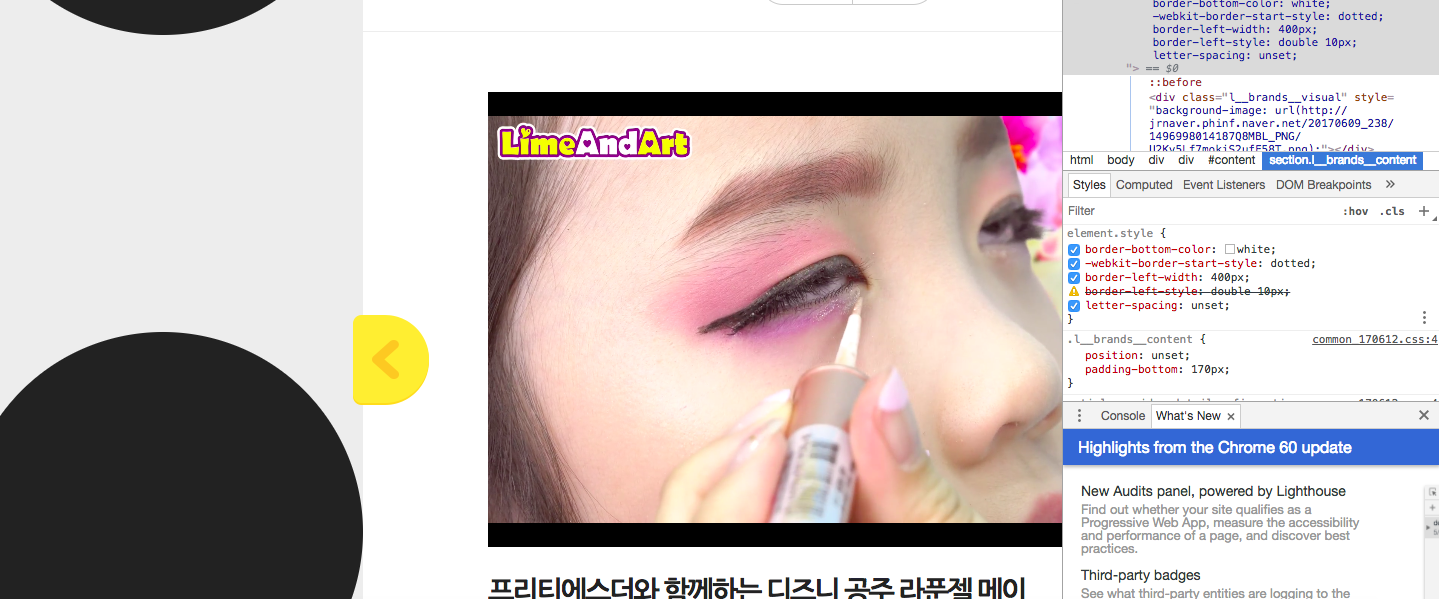 border-bottom-color: white;
-webkit-border-start-style: dotted;
border-left-width: 400px;
border-left-style: double 10px;
letter-spacing: unset;
"> == $0
::before
<div class="l__brands__visual" style=
"background-image: url(http://
jrnaver.phinf.naver.net/20170609_238/
1496998014187Q8MBL_PNG/
html body div div #content section.l__brands__content
Styles Computed Event Listeners DOM Breakpoints »
Filter :hov .cls +
element.style {
border-bottom-color: white;
-webkit-border-start-style: dotted;
border-left-width: 400px;
border-left-style: double 10px;
letter-spacing: unset;
}
.l__brands__content { common_170612.css:4
position: unset;
padding-bottom: 170px;
}
Console What's New ×
Highlights from the Chrome 60 update
New Audits panel, powered by Lighthouse
Find out whether your site qualifies as a
Progressive Web App, measure the accessibility
and performance of a page, and discover best
practices.
Third-party badges
See what third-party entities are logging to the
LimeAndArt
프리티에스더와 함께하는 디즈니 공주 라푼젤 메이